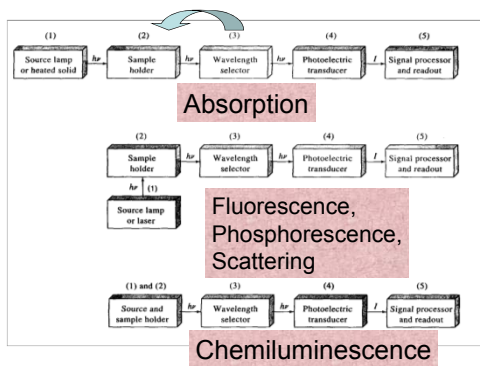 (1) (2) (3) (4) (5)
Source lamp or heated solid
hν
Sample holder
hν
Wavelength selector
hν
Photoelectric transducer
I
Signal processor and readout
Absorption
(2) (3) (4) (5)
Sample holder
hν
Wavelength selector
hν
Photoelectric transducer
I
Signal processor and readout
hν (1)
Source lamp or laser
Fluorescence,
Phosphorescence,
Scattering
(1) and (2) (3) (4) (5)
Source and sample holder
hν
Wavelength selector
hν
Photoelectric transducer
I
Signal processor and readout
Chemiluminescence